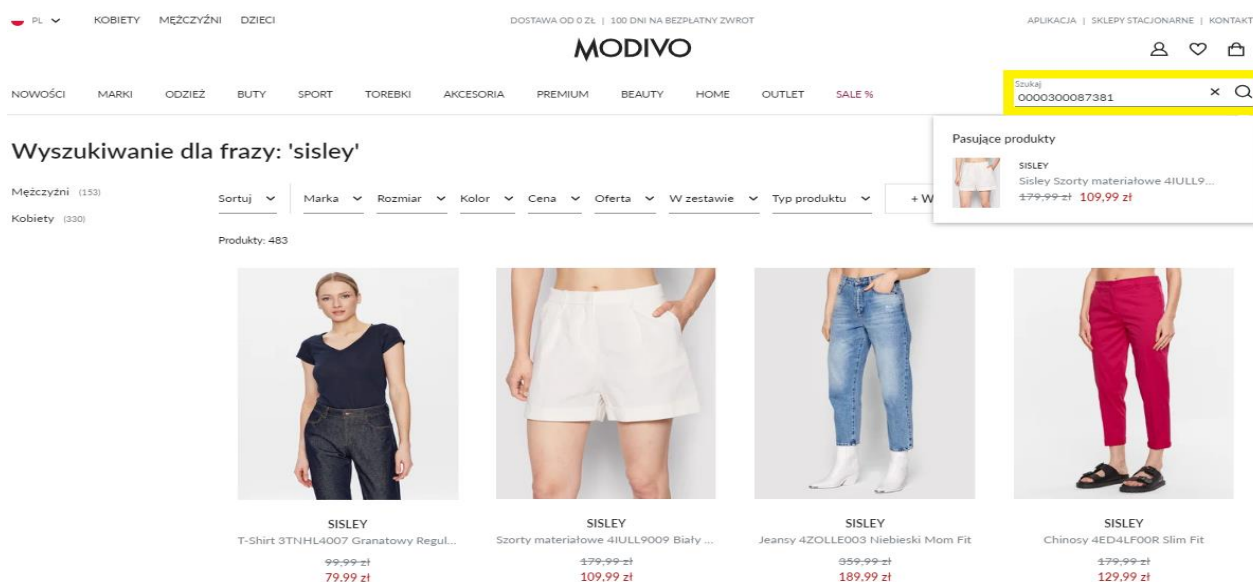 PL KOBIETY MĘŻCZYŹNI DZIECI DOSTAWA OD 0 ZŁ | 100 DNI NA BEZPŁATNY ZWROT APLIKACJA | SKLEPY STACJONARNE | KONTAKT
MODIVO
NOWOŚCI MARKI ODZIEŻ BUTY SPORT TOREBKI AKCESORIA PREMIUM BEAUTY HOME OUTLET SALE %
Szukaj
0000300087381
Pasujące produkty
SISLEY
Sisley Szorty materiałowe 4IULL9...
179,99 zł 109,99 zł
Wyszukiwanie dla frazy: 'sisley'
Mężczyźni (153)
Kobiety (330)
Sortuj Marka Rozmiar Kolor Cena Oferta W zestawie Typ produktu + W
Produkty: 483
SISLEY SISLEY SISLEY SISLEY
T-Shirt 3TNHL4007 Granatowy Regul... Szorty materiałowe 4IULL9009 Biały ... Jeansy 4ZOLLE003 Niebieski Mom Fit Chinosy 4ED4LF00R Slim Fit
99,99 zł 179,99 zł 359,99 zł 179,99 zł
79,99 zł 109,99 zł 189,99 zł 129,99 zł